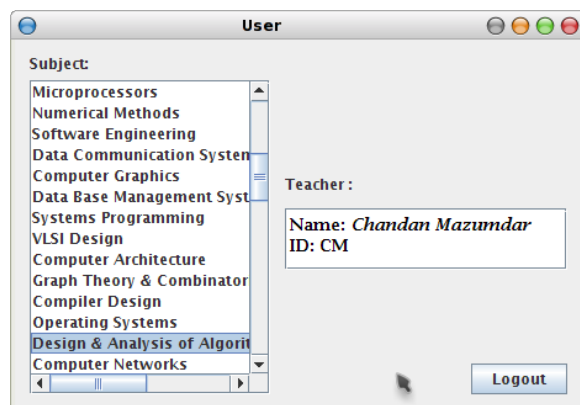 User
Subject:
Microprocessors
Numerical Methods
Software Engineering
Data Communication System
Computer Graphics
Data Base Management Syst
Systems Programming
VLSI Design
Computer Architecture
Graph Theory & Combinator
Compiler Design
Operating Systems
Design & Analysis of Algorit
Computer Networks
Teacher :
Name: Chandan Mazumdar
ID: CM
Logout